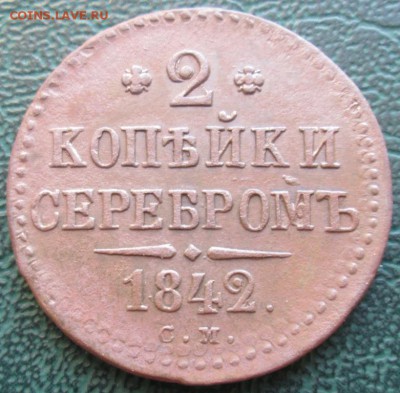 COINS.LAVE.RU
2
КОПѢЙКИ
СЕРЕБРОМЪ
1842.
С. М.